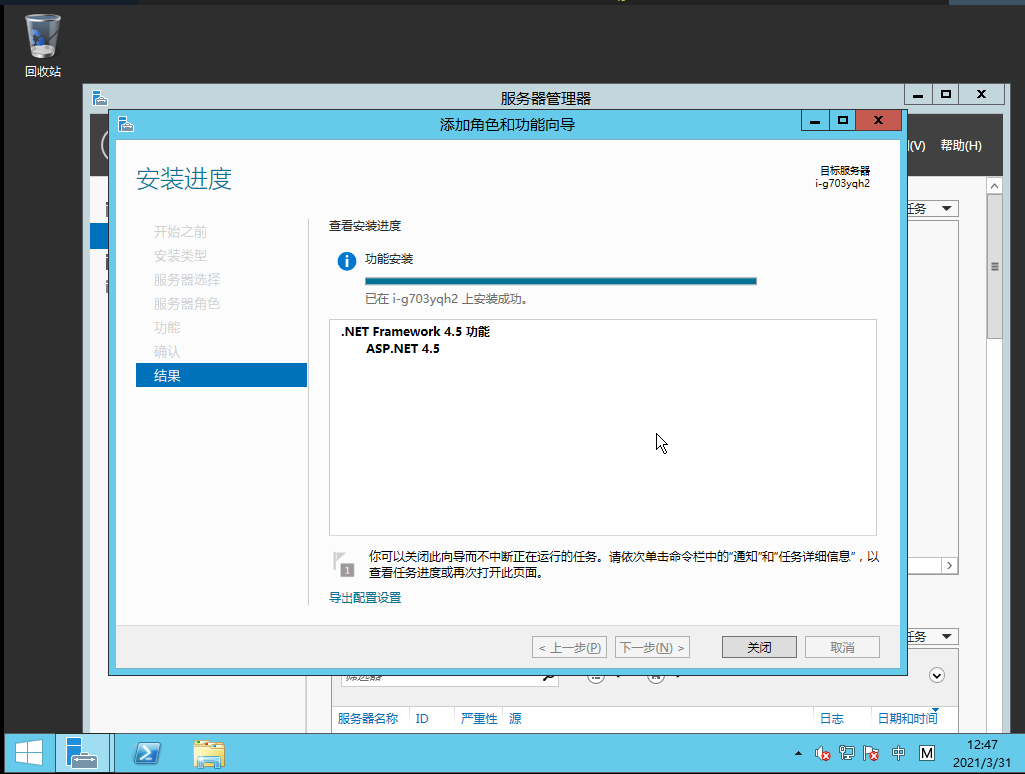 回收站
服务器管理器
添加角色和功能向导
(V) 帮助(H)
安装进度
目标服务器
i-g703yqh2
任务
开始之前
安装类型
服务器选择
服务器角色
功能
确认
结果
查看安装进度
功能安装
已在 i-g703yqh2 上安装成功。
.NET Framework 4.5 功能
ASP.NET 4.5
你可以关闭此向导而不中断正在运行的任务。请依次单击命令栏中的"通知"和"任务详细信息"，以
查看任务进度或再次打开此页面。
1
导出配置设置
任务
< 上一步(P) 下一步(N) > 关闭 取消
筛选器
服务器名称 ID 严重性 源 日志 日期和时间
中 M
12:47
2021/3/31